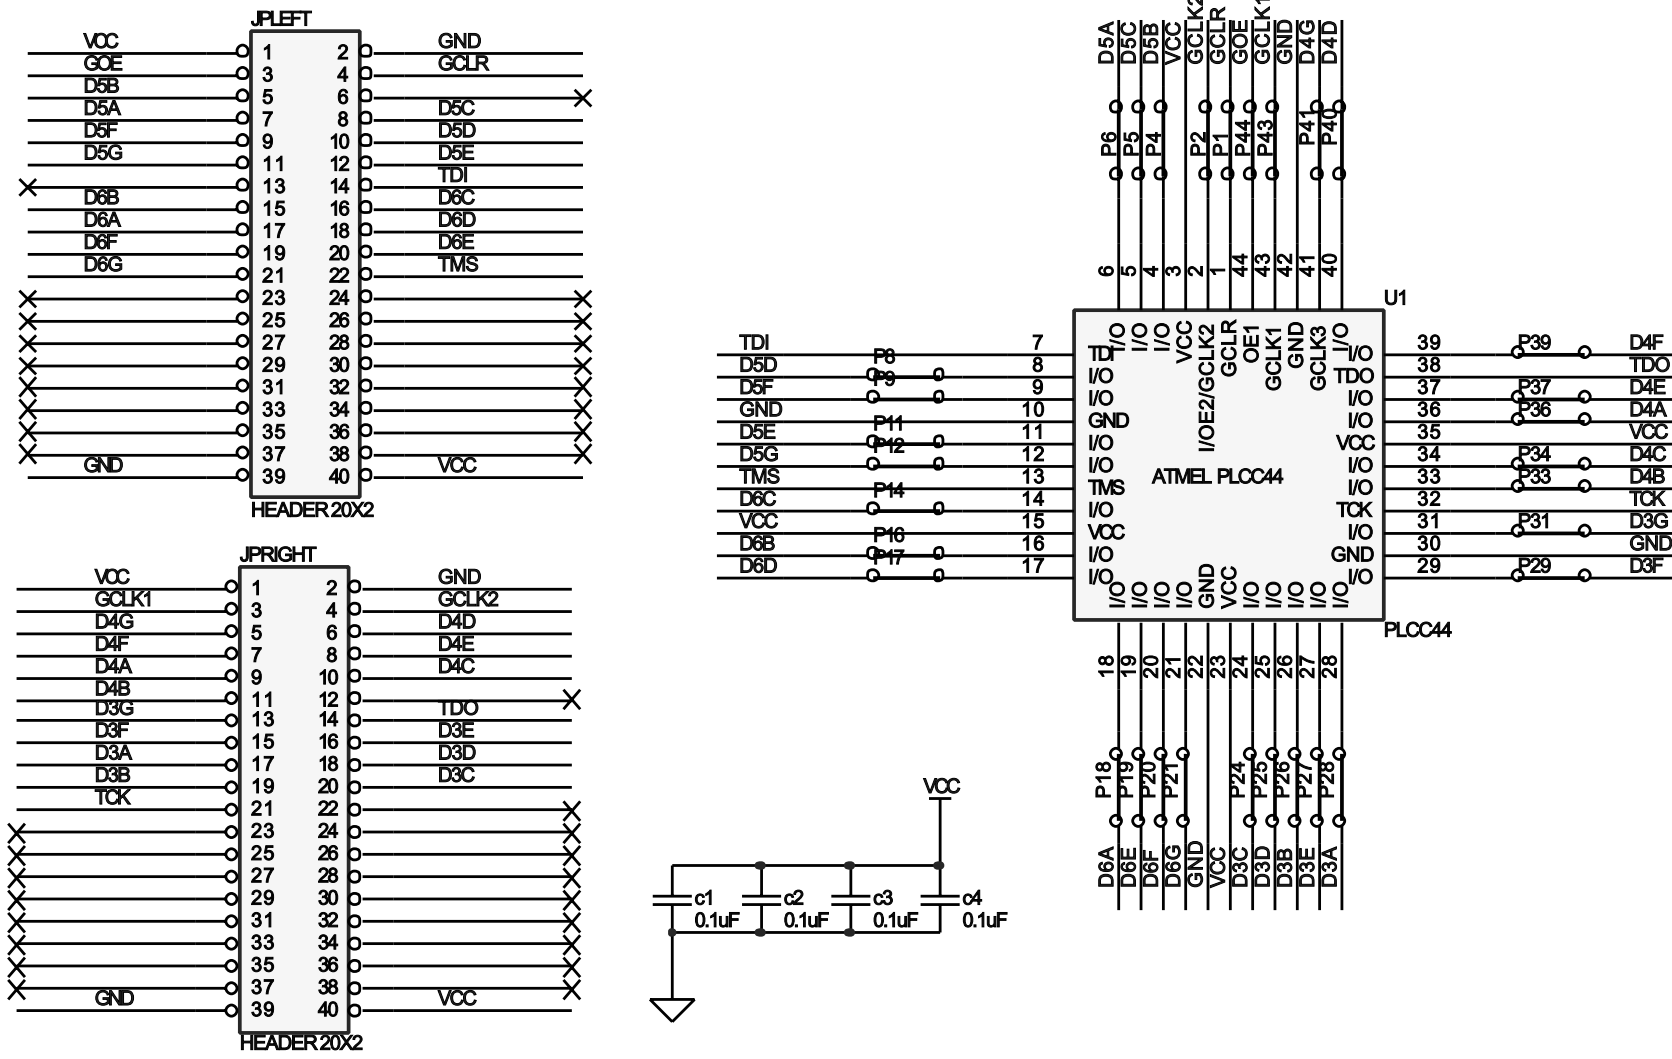 JPLEFT
VCC 1 2 GND
GOE 3 4 GCLR
D5B 5 6
D5A 7 8 D5C
D5F 9 10 D5D
D5G 11 12 D5E
13 14 TDI
D6B 15 16 D6C
D6A 17 18 D6D
D6F 19 20 D6E
D6G 21 22 TMS
23 24
25 26
27 28
29 30
31 32
33 34
35 36
37 38
GND 39 40 VCC
HEADER 20X2
JPRIGHT
VCC 1 2 GND
GCLK1 3 4 GCLK2
D4G 5 6 D4D
D4F 7 8 D4E
D4A 9 10 D4C
D4B 11 12
D3G 13 14 TDO
D3F 15 16 D3E
D3A 17 18 D3D
D3B 19 20 D3C
TCK 21 22
23 24
25 26
27 28
29 30
31 32
33 34
35 36
37 38
GND 39 40 VCC
HEADER 20X2
VCC
c1 c2 c3 c4
0.1uF 0.1uF 0.1uF 0.1uF
D5A D5C D5B VCC GCLK2 GCLR GOE GCLK1 GND D4G D4D
P6 P5 P4 P2 P1 P44 P43 P41 P40
6 5 4 3 2 1 44 43 42 41 40
U1
I/O I/O I/O VCC I/OE2/GCLK2 GCLR OE1 GCLK1 GND GCLK3 I/O
TDI 7 TDI I/O 39 P39 D4F
D5D P8 8 I/O TDO 38 TDO
D5F P9 9 I/O I/O 37 P37 D4E
GND 10 GND I/O 36 P36 D4A
D5E P11 11 I/O VCC 35 VCC
D5G P12 12 I/O I/O 34 P34 D4C
ATMEL PLCC44
TMS 13 TMS I/O 33 P33 D4B
D6C P14 14 I/O TCK 32 TCK
VCC 15 VCC I/O 31 P31 D3G
D6B P16 16 I/O GND 30 GND
D6D P17 17 I/O I/O 29 P29 D3F
I/O I/O I/O I/O GND VCC I/O I/O I/O I/O I/O
PLCC44
18 19 20 21 22 23 24 25 26 27 28
P18 P19 P20 P21 P24 P25 P26 P27 P28
D6A D6E D6F D6G GND VCC D3C D3D D3B D3E D3A